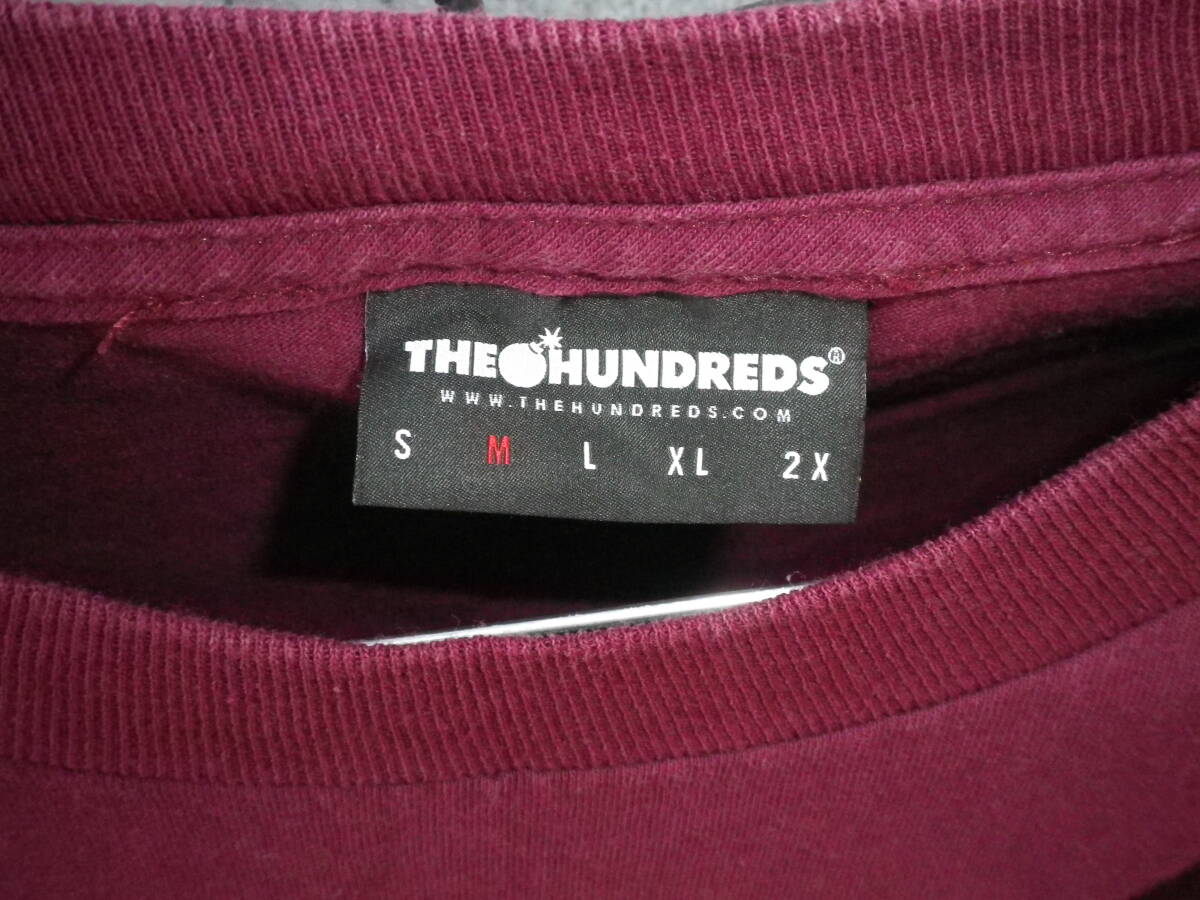 THE HUNDREDS®
WWW.THEHUNDREDS.COM
S M L XL 2X